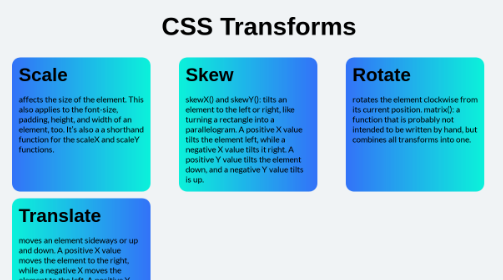 CSS Transforms
Scale
affects the size of the element. This
also applies to the font-size,
padding, height, and width of an
element, too. It's also a a shorthand
function for the scaleX and scaleY
functions.
Skew
skewX() and skewY(): tilts an
element to the left or right, like
turning a rectangle into a
parallelogram. A positive X value
tilts the element left, while a
negative X value tilts it right. A
positive Y value tilts the element
down, and a negative Y value tilts
is up.
Rotate
rotates the element clockwise from
its current position. matrix(): a
function that is probably not
intended to be written by hand, but
combines all transforms into one.
Translate
moves an element sideways or up
and down. A positive X value
moves the element to the right,
while a negative X moves the